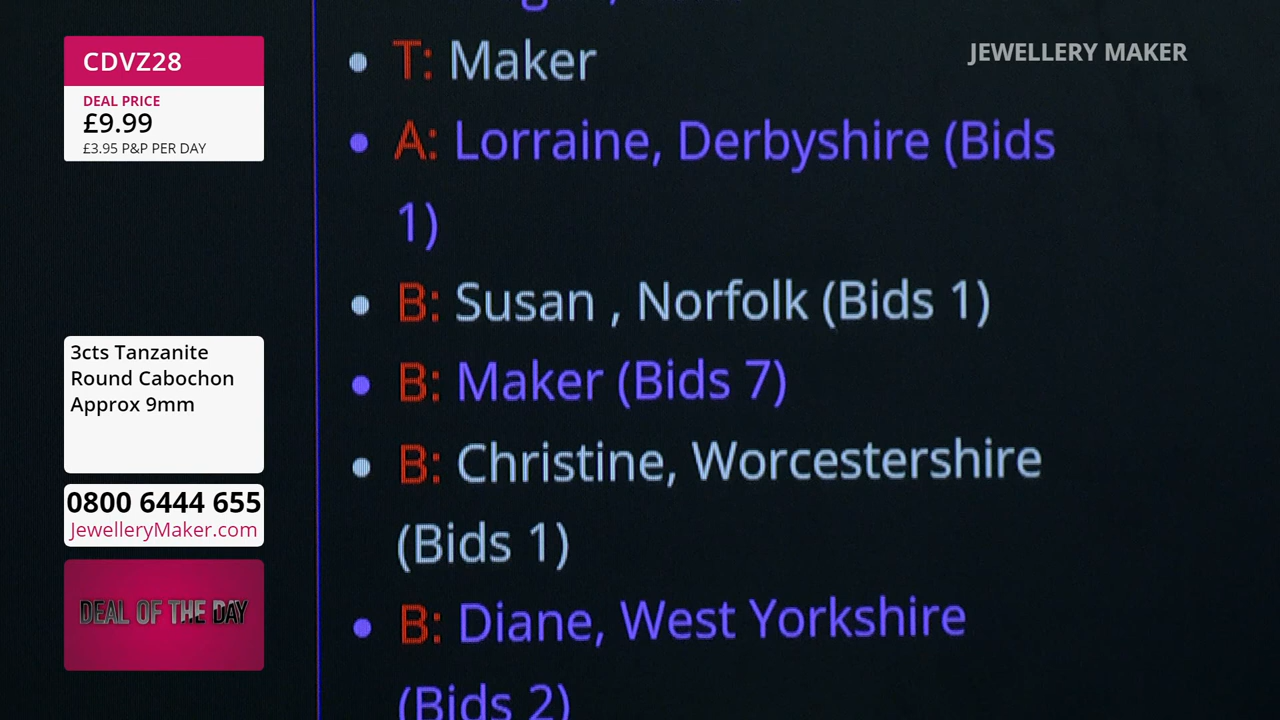 CDVZ28
DEAL PRICE
£9.99
£3.95 P&P PER DAY
3cts Tanzanite
Round Cabochon
Approx 9mm
0800 6444 655
JewelleryMaker.com
DEAL OF THE DAY
T: Maker
A: Lorraine, Derbyshire (Bids
1)
B: Susan , Norfolk (Bids 1)
B: Maker (Bids 7)
B: Christine, Worcestershire
(Bids 1)
B: Diane, West Yorkshire
(Bids 2)
JEWELLERY MAKER